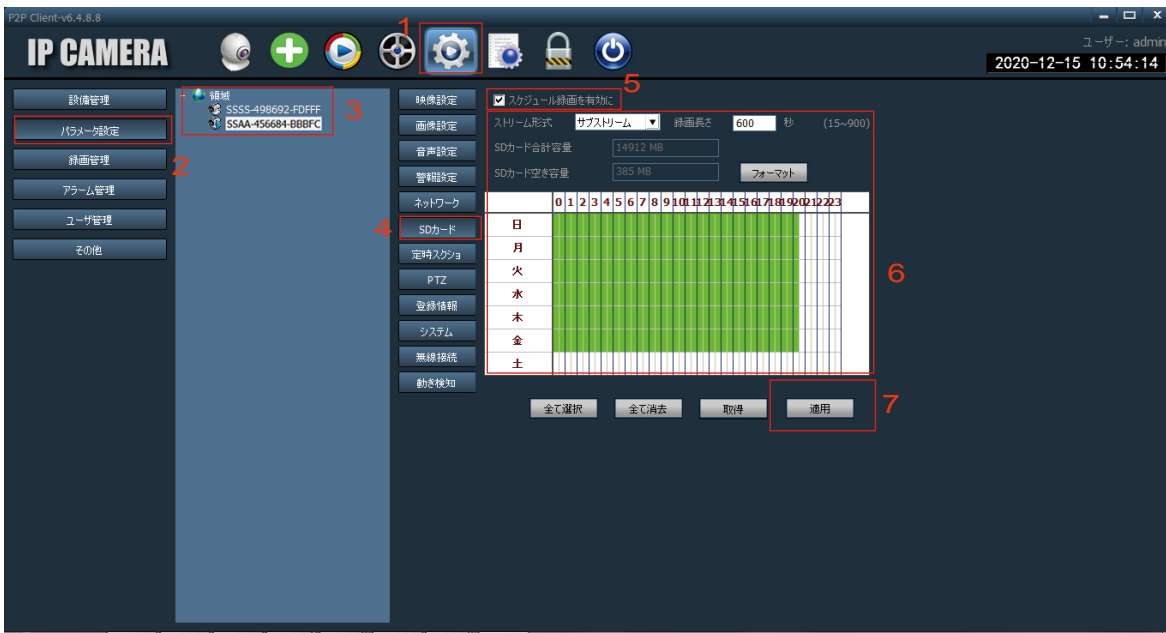 P2P Client-v6.4.8.8
IP CAMERA
1
ユーザー: admin
2020-12-15 10:54:14
設備管理
パラメータ設定
録画管理
アラーム管理
ユーザ管理
その他
2
領域
SSSS-498692-FDFFF
SSAA-456684-BBBFC
3
映像設定
画像設定
音声設定
警報設定
ネットワーク
SDカード
定時スクショ
PTZ
登録情報
システム
無線接続
動き検知
4
スケジュール録画を有効に
5
ストリーム形式 サブストリーム 録画長さ 600 秒 (15~900)
SDカード合計容量 14912 MB
SDカード空き容量 385 MB フォーマット
0 1 2 3 4 5 6 7 8 9 10 11 12 13 14 15 16 17 18 19 20 21 22 23
日
月
火
水
木
金
土
6
全て選択 全て消去 取得 適用
7